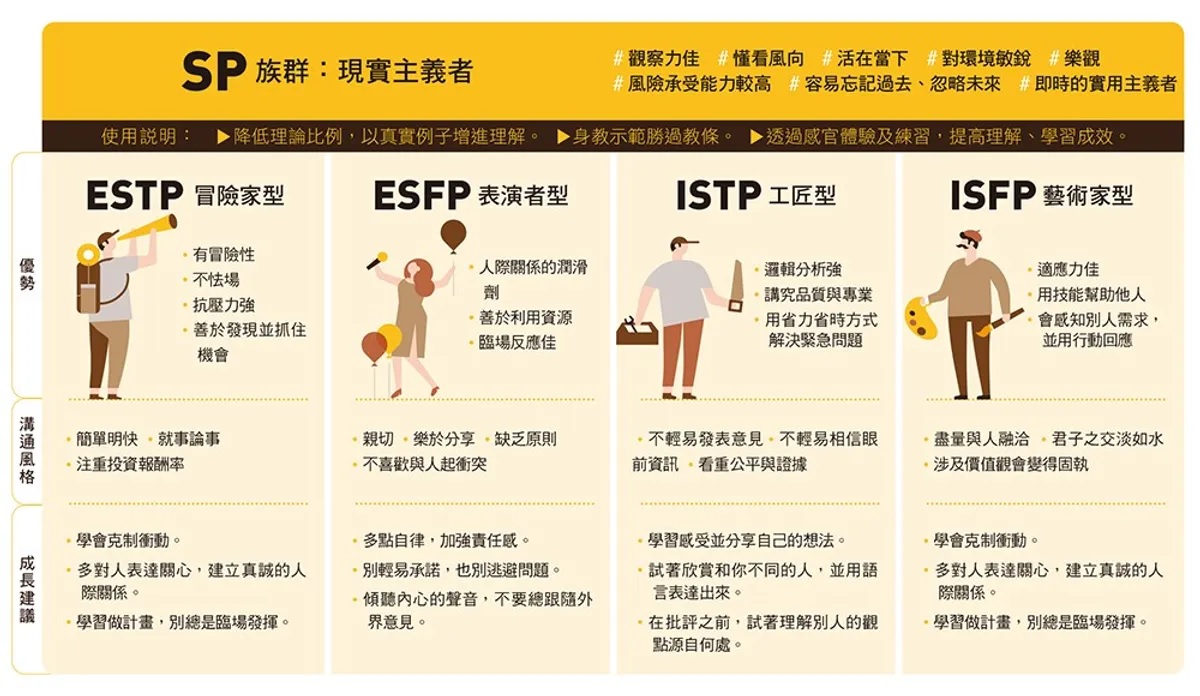 SP 族群：現實主義者
# 觀察力佳 # 懂看風向 # 活在當下 # 對環境敏銳 # 樂觀
# 風險承受能力較高 # 容易忘記過去、忽略未來 # 即時的實用主義者
使用說明： ▶降低理論比例，以真實例子增進理解。 ▶身教示範勝過教條。 ▶透過感官體驗及練習，提高理解、學習成效。
優勢
ESTP 冒險家型
・有冒險性
・不怯場
・抗壓力強
・善於發現並抓住
機會
ESFP 表演者型
・人際關係的潤滑
劑
・善於利用資源
・臨場反應佳
ISTP 工匠型
・邏輯分析強
・講究品質與專業
・用省力省時方式
解決緊急問題
ISFP 藝術家型
・適應力佳
・用技能幫助他人
・會感知別人需求，
並用行動回應
溝通風格
・簡單明快 ・就事論事
・注重投資報酬率
・親切 ・樂於分享 ・缺乏原則
・不喜歡與人起衝突
・不輕易發表意見 ・不輕易相信眼
前資訊 ・看重公平與證據
・盡量與人融洽 ・君子之交淡如水
・涉及價值觀會變得固執
成長建議
・學會克制衝動。
・多對人表達關心，建立真誠的人
際關係。
・學習做計畫，別總是臨場發揮。
・多點自律，加強責任感。
・別輕易承諾，也別逃避問題。
・傾聽內心的聲音，不要總跟隨外
界意見。
・學習感受並分享自己的想法。
・試著欣賞和你不同的人，並用語
言表達出來。
・在批評之前，試著理解別人的觀
點源自何處。
・學會克制衝動。
・多對人表達關心，建立真誠的人
際關係。
・學習做計畫，別總是臨場發揮。